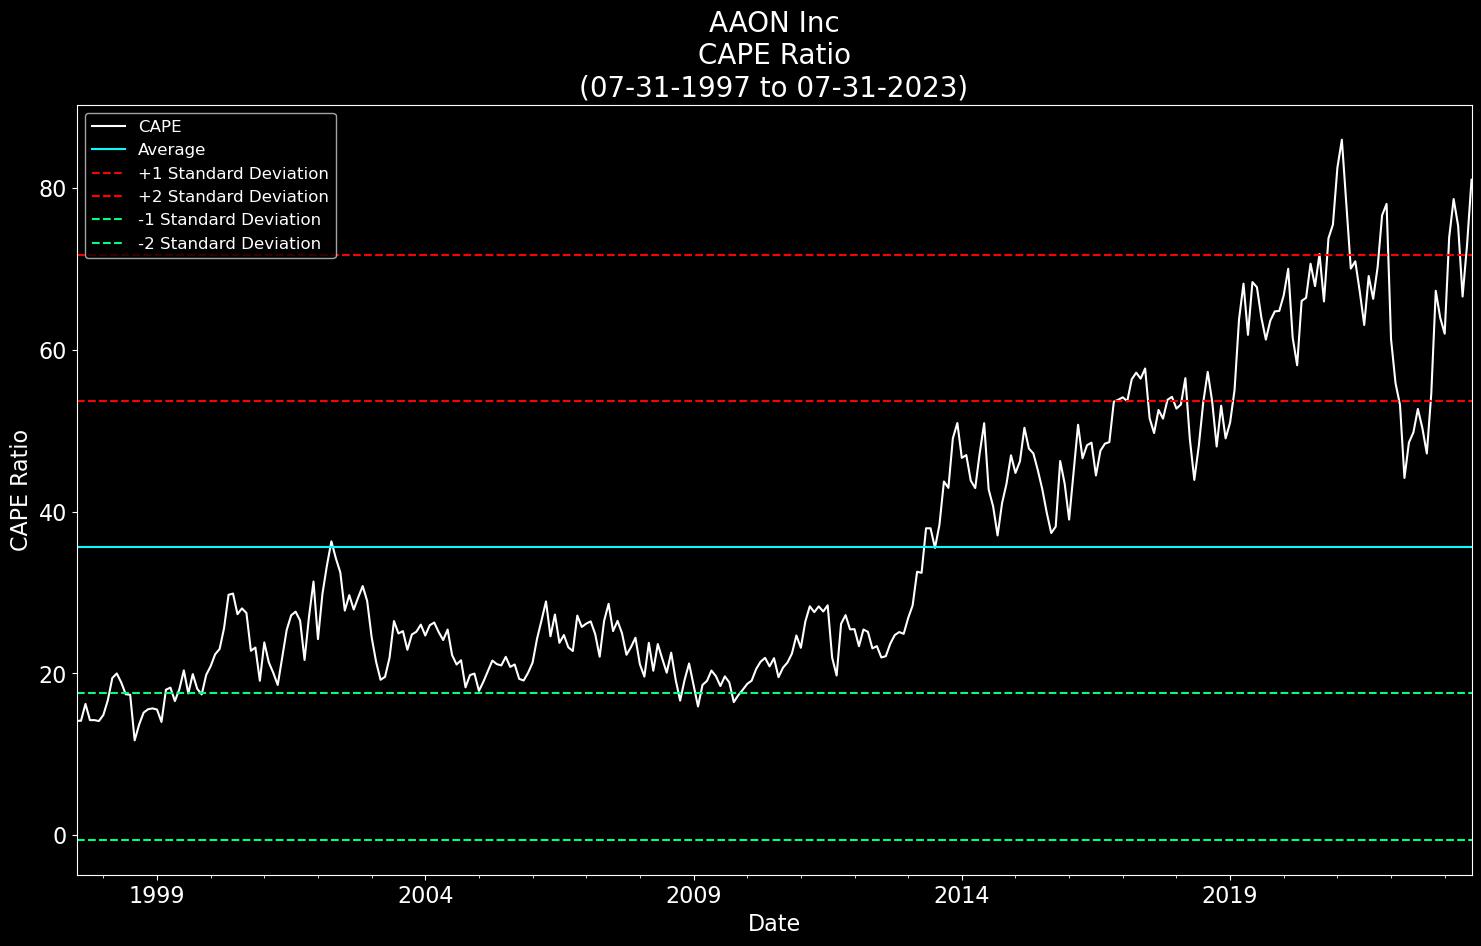 AAON Inc
CAPE Ratio
(07-31-1997 to 07-31-2023)
CAPE
Average
+1 Standard Deviation
+2 Standard Deviation
-1 Standard Deviation
-2 Standard Deviation
80
60
40
20
0
CAPE Ratio
1999 2004 2009 2014 2019
Date